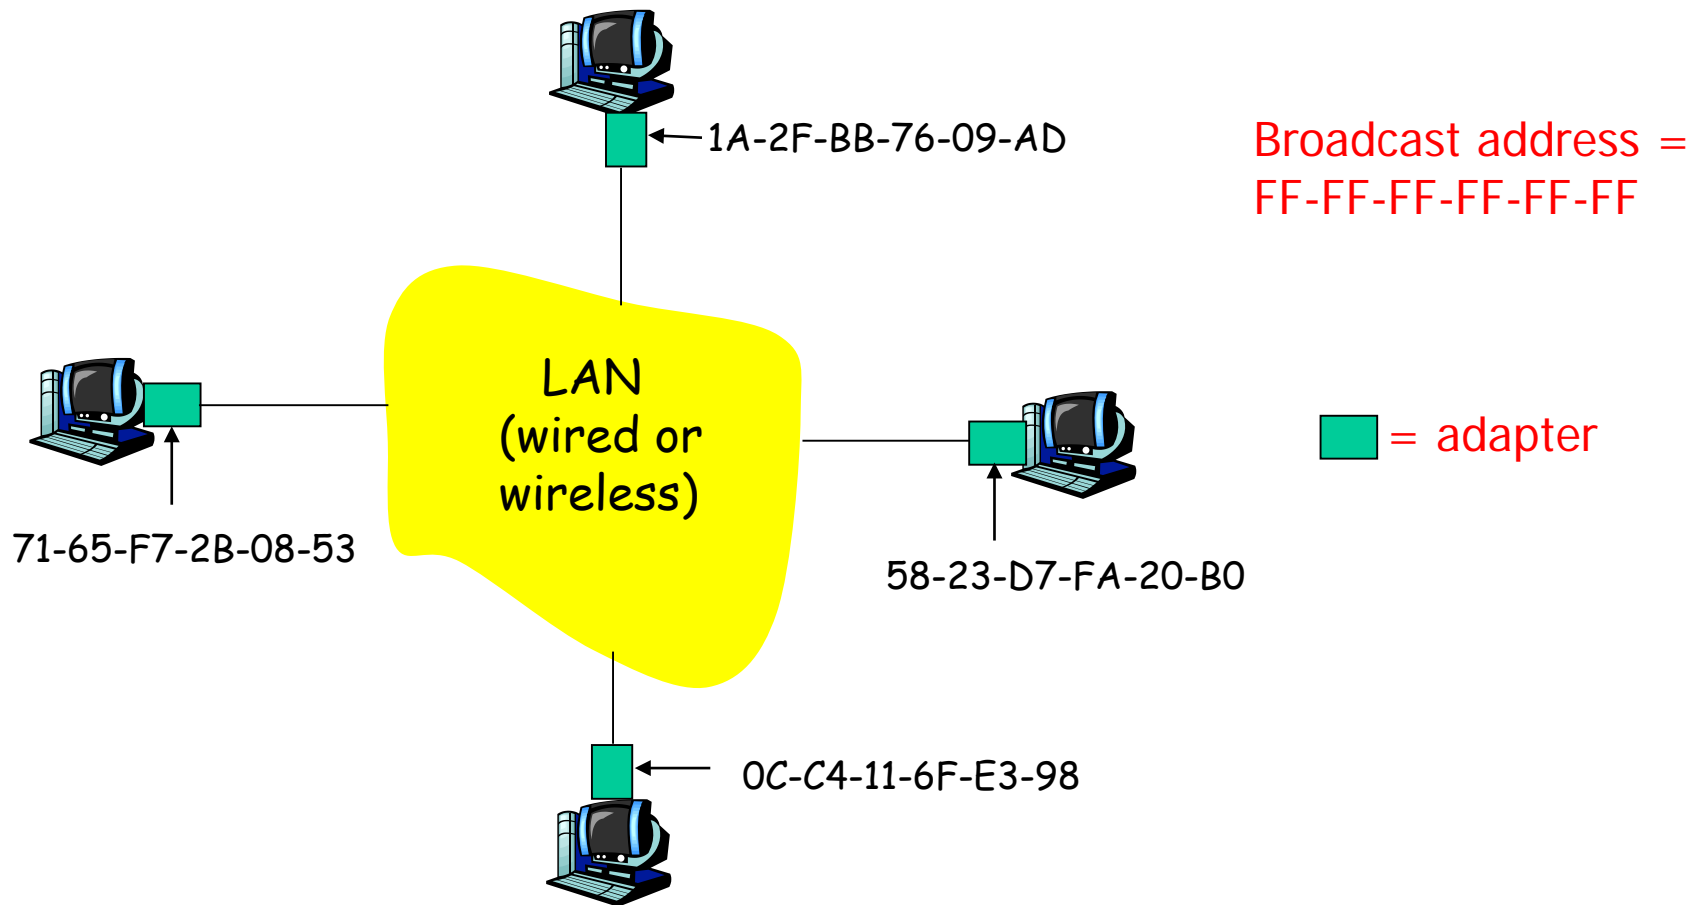 1A-2F-BB-76-09-AD
Broadcast address =
FF-FF-FF-FF-FF-FF
LAN
(wired or
wireless)
= adapter
71-65-F7-2B-08-53
58-23-D7-FA-20-B0
0C-C4-11-6F-E3-98